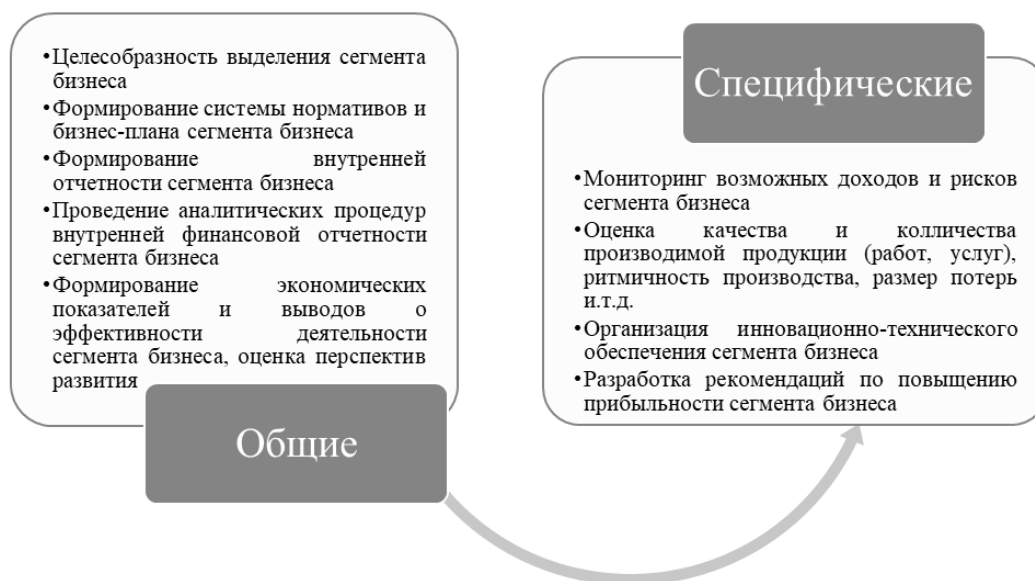 •Целесообразность выделения сегмента
бизнеса
•Формирование системы нормативов и
бизнес-плана сегмента бизнеса
•Формирование внутренней
отчетности сегмента бизнеса
•Проведение аналитических процедур
внутренней финансовой отчетности
сегмента бизнеса
•Формирование экономических
показателей и выводов о
эффективности деятельности
сегмента бизнеса, оценка перспектив
развития
Общие
Специфические
•Мониторинг возможных доходов и рисков
сегмента бизнеса
•Оценка качества и колличества
производимой продукции (работ, услуг),
ритмичность производства, размер потерь
и.т.д.
•Организация инновационно-технического
обеспечения сегмента бизнеса
•Разработка рекомендаций по повыщению
прибыльности сегмента бизнеса